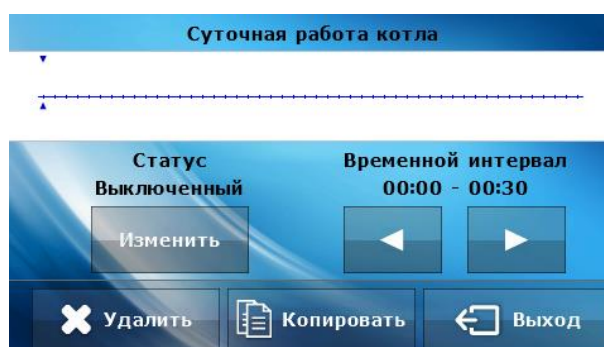 Суточная работа котла
Статус
Выключенный
Временной интервал
00:00 - 00:30
Изменить
Удалить
Копировать
Выход